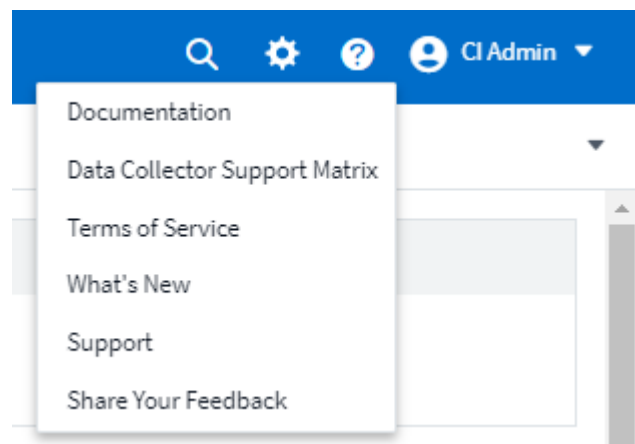 CI Admin
Documentation
Data Collector Support Matrix
Terms of Service
What's New
Support
Share Your Feedback